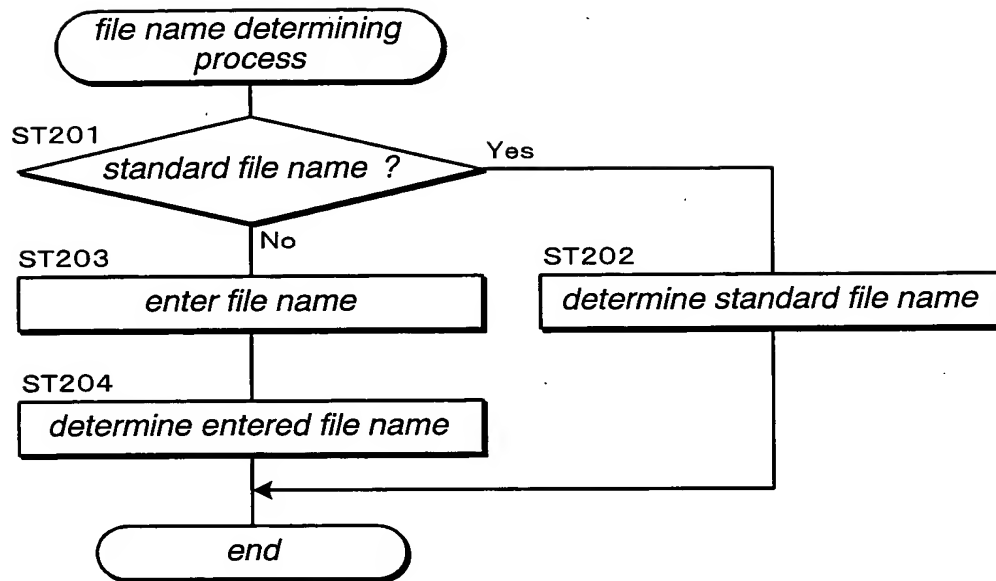 file name determining
process
ST201
standard file name ?
Yes
No
ST203
enter file name
ST202
determine standard file name
ST204
determine entered file name
end